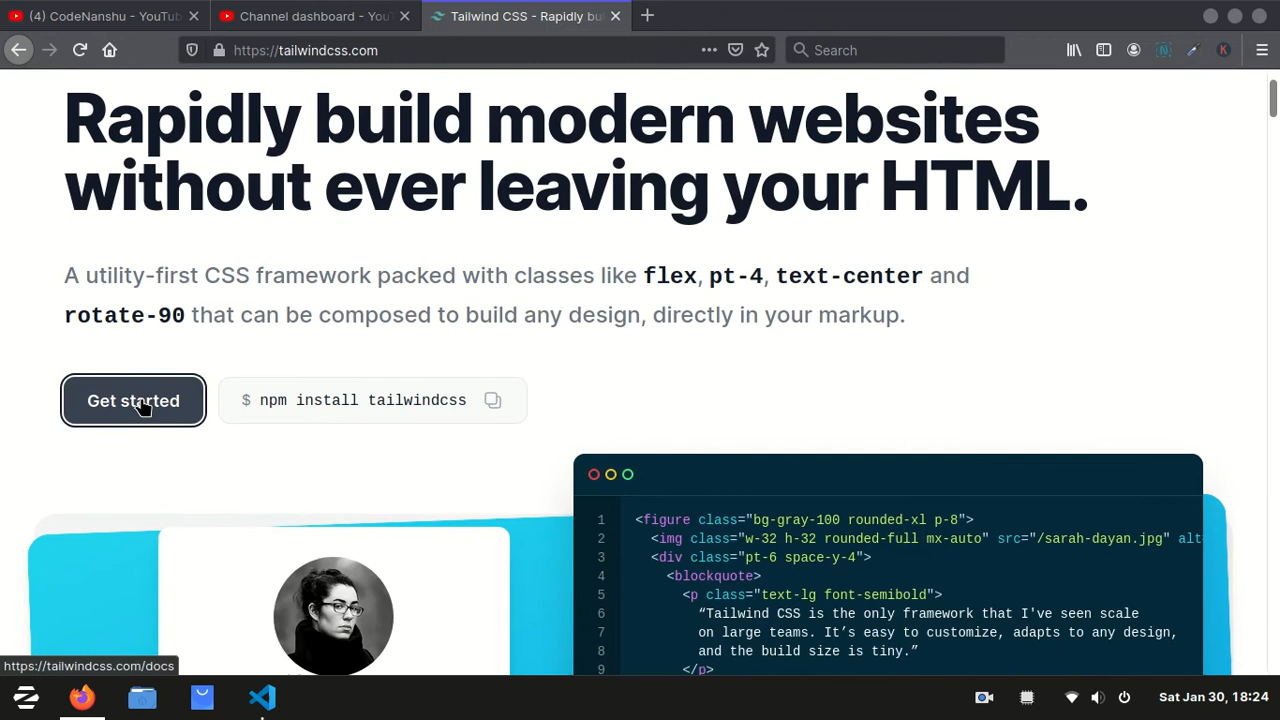 (4) CodeNanshu - YouTub
Channel dashboard - You
Tailwind CSS - Rapidly bu
https://tailwindcss.com
Search
Rapidly build modern websites
without ever leaving your HTML.
A utility-first CSS framework packed with classes like flex, pt-4, text-center and
rotate-90 that can be composed to build any design, directly in your markup.
Get started
$ npm install tailwindcss
1 <figure class="bg-gray-100 rounded-xl p-8">
2 <img class="w-32 h-32 rounded-full mx-auto" src="/sarah-dayan.jpg" alt
3 <div class="pt-6 space-y-4">
4 <blockquote>
5 <p class="text-lg font-semibold">
6 “Tailwind CSS is the only framework that I've seen scale
7 on large teams. It’s easy to customize, adapts to any design,
8 and the build size is tiny.”
9 </p>
https://tailwindcss.com/docs
Sat Jan 30, 18:24